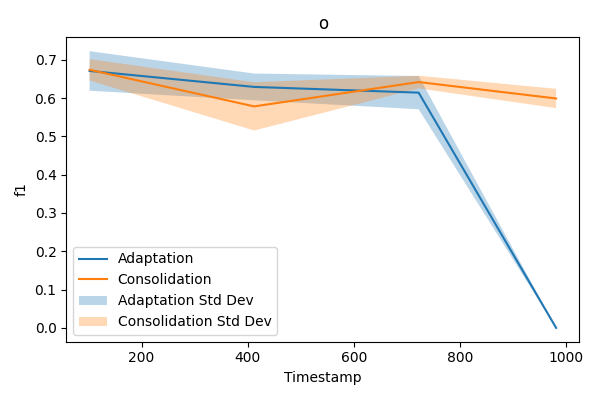 o
0.7
0.6
0.5
0.4
0.3
0.2
0.1
0.0
f1
Adaptation
Consolidation
Adaptation Std Dev
Consolidation Std Dev
200 400 600 800 1000
Timestamp